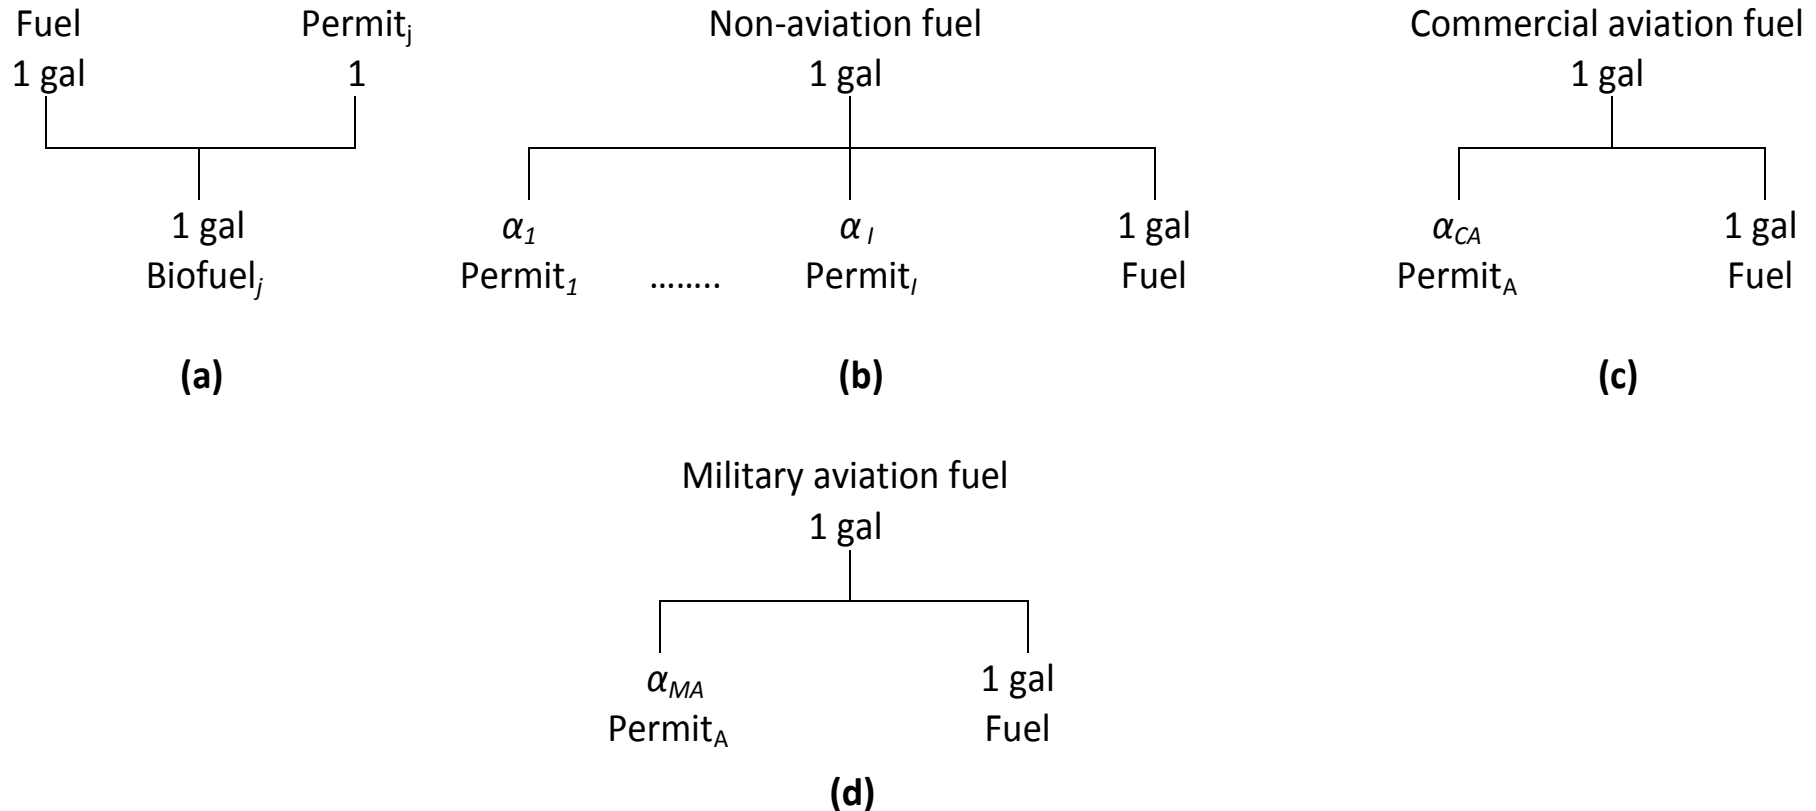 Fuel
1 gal
Permitj
1
1 gal
Biofuelj
(a)
Non-aviation fuel
1 gal
α1
Permit1
........
αI
PermitI
1 gal
Fuel
(b)
Commercial aviation fuel
1 gal
αCA
PermitA
1 gal
Fuel
(c)
Military aviation fuel
1 gal
αMA
PermitA
1 gal
Fuel
(d)